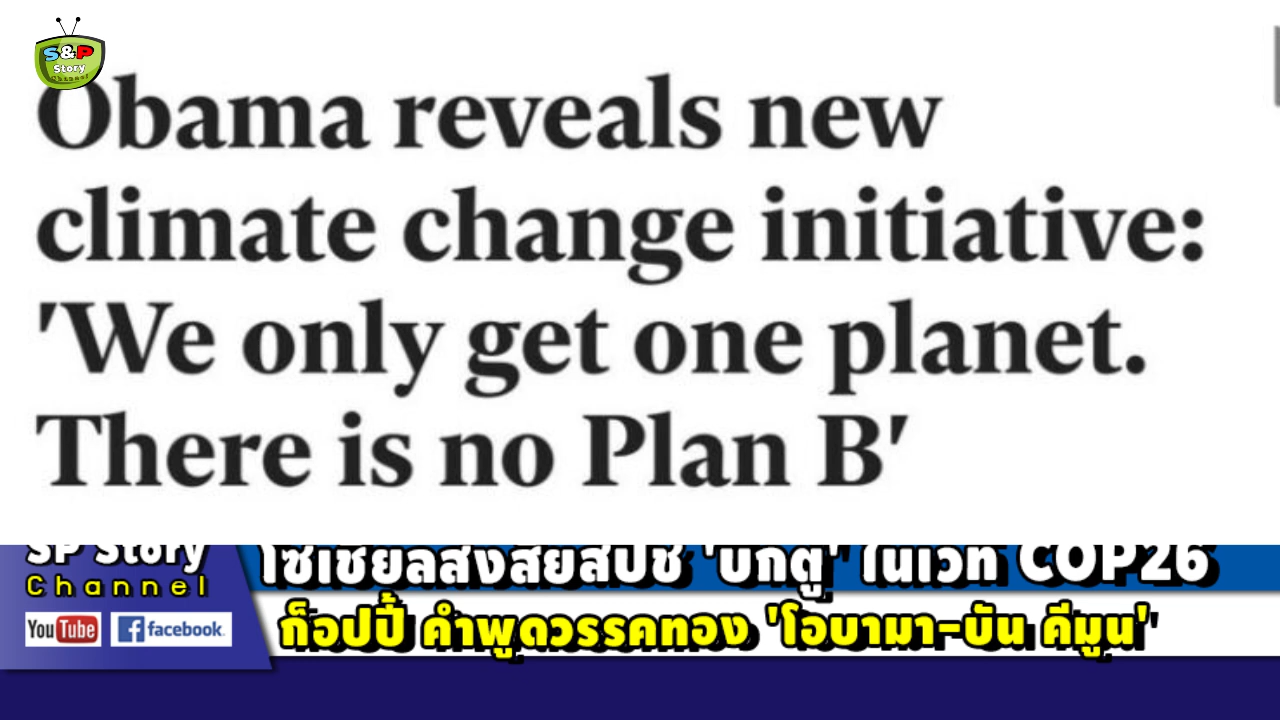 S&P
Story
Channel
Obama reveals new
climate change initiative:
'We only get one planet.
There is no Plan B'
SP Story
Channel
YouTube facebook.
โซเชียลสงสัยสปีช 'บิ๊กตู่' ในเวที COP26
ก็อปปี้ คำพูดวรรคทอง 'โอบามา-บัน คีมูน'